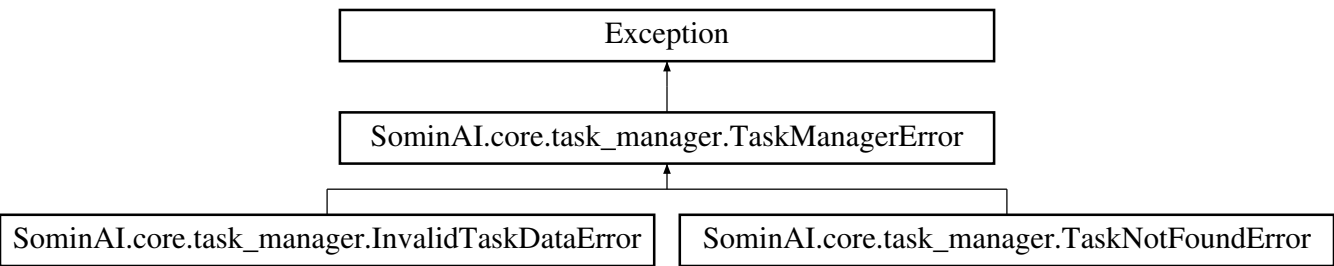 Exception
SominAI.core.task_manager.TaskManagerError
SominAI.core.task_manager.InvalidTaskDataError
SominAI.core.task_manager.TaskNotFoundError